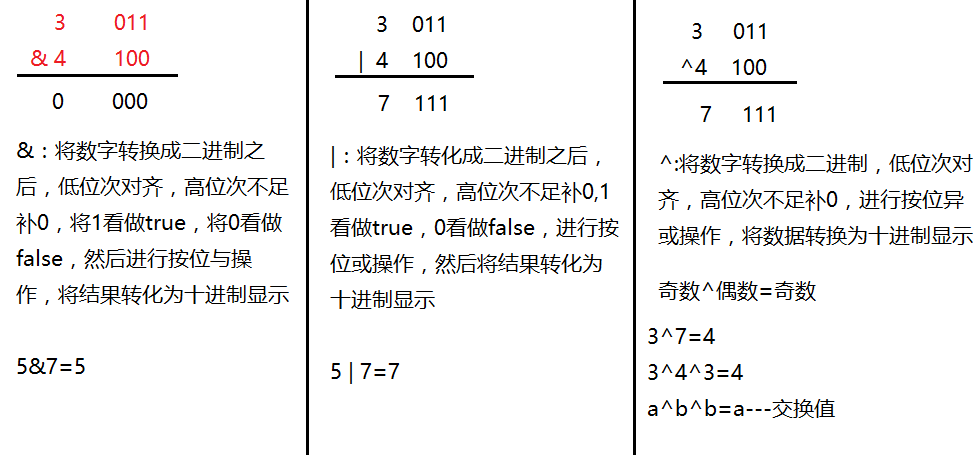 3 011
& 4 100
0 000
&：将数字转换成二进制之
后，低位次对齐，高位次不足
补0，将1看做true，将0看做
false，然后进行按位与操
作，将结果转化为十进制显示
5&7=5
3 011
| 4 100
7 111
|：将数字转化成二进制之后，
低位次对齐，高位次不足补0,1
看做true，0看做false，进行按
位或操作，然后将结果转化为
十进制显示
5 | 7=7
3 011
^4 100
7 111
^:将数字转换成二进制，低位次对
齐，高位次不足补0，进行按位异
或操作，将数据转换为十进制显示
奇数^偶数=奇数
3^7=4
3^4^3=4
a^b^b=a---交换值